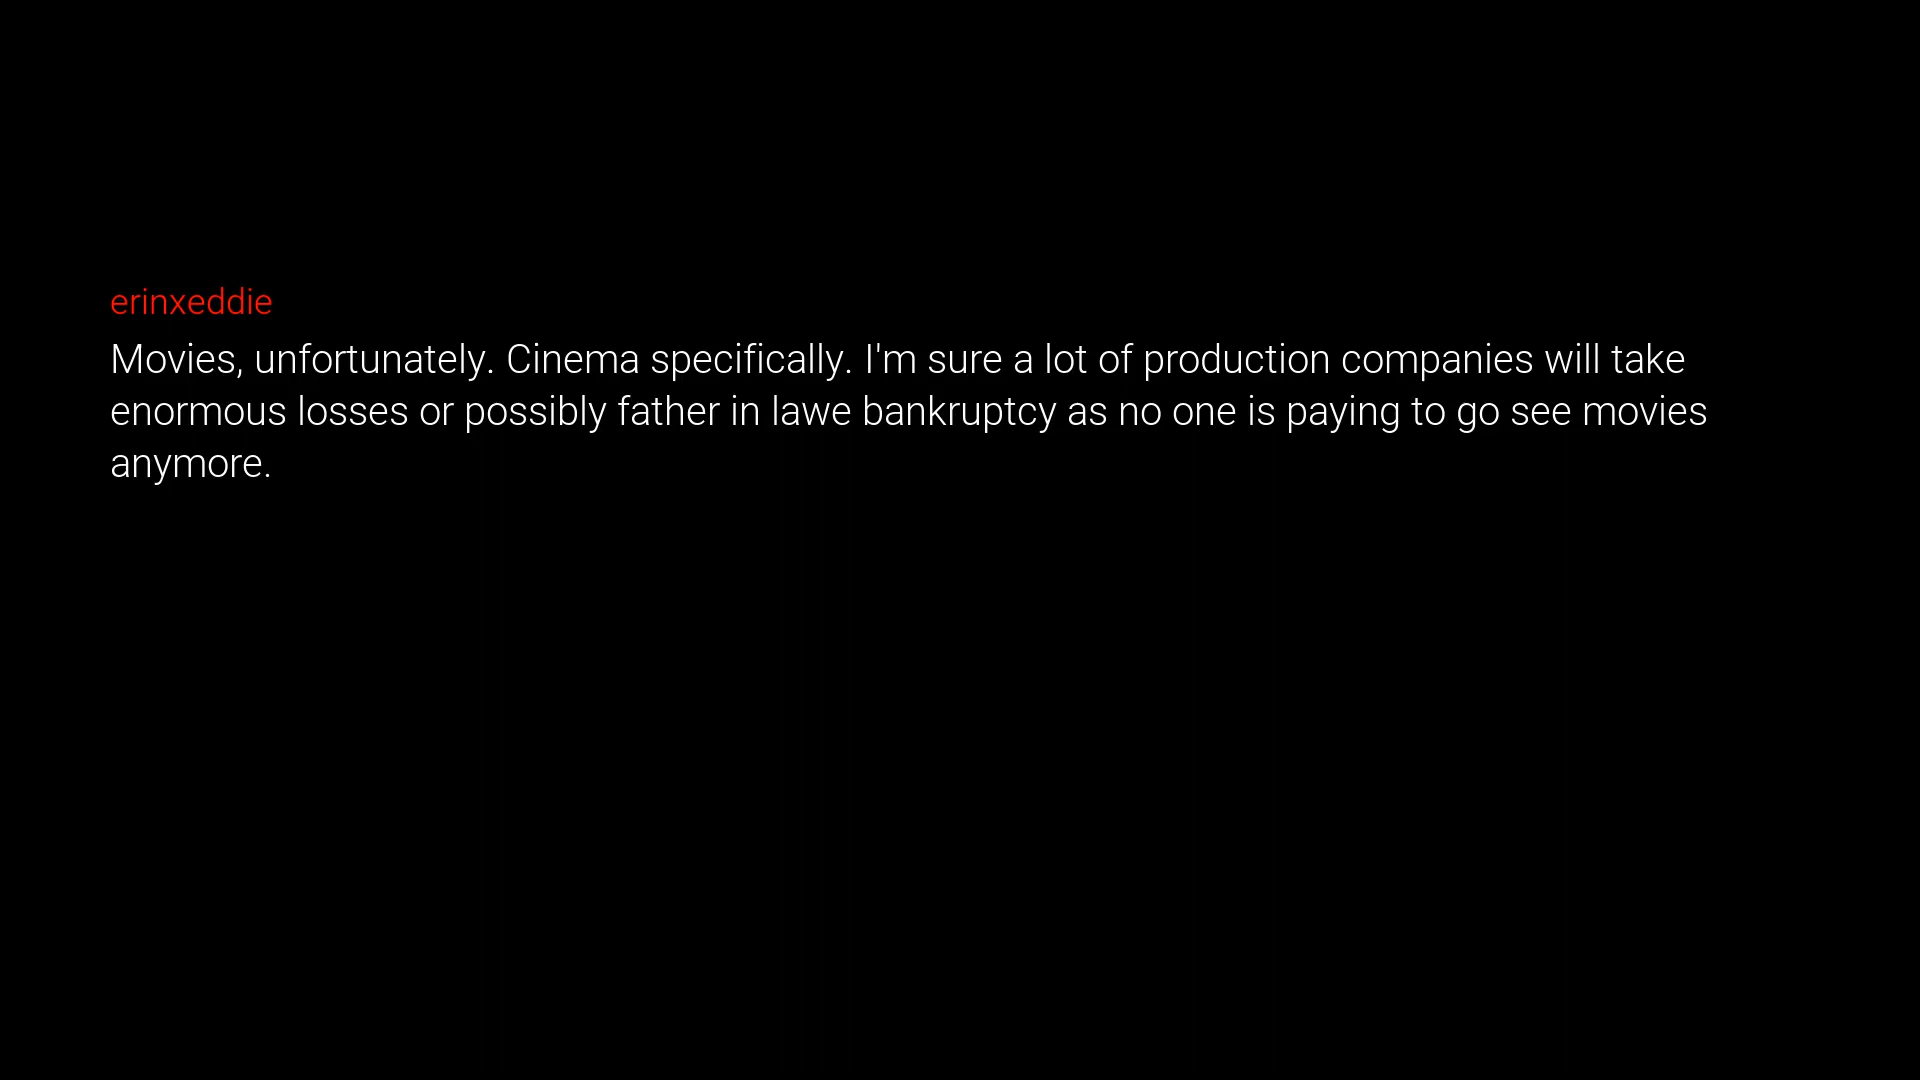 erinxeddie
Movies, unfortunately. Cinema specifically. I'm sure a lot of production companies will take
enormous losses or possibly father in lawe bankruptcy as no one is paying to go see movies
anymore.